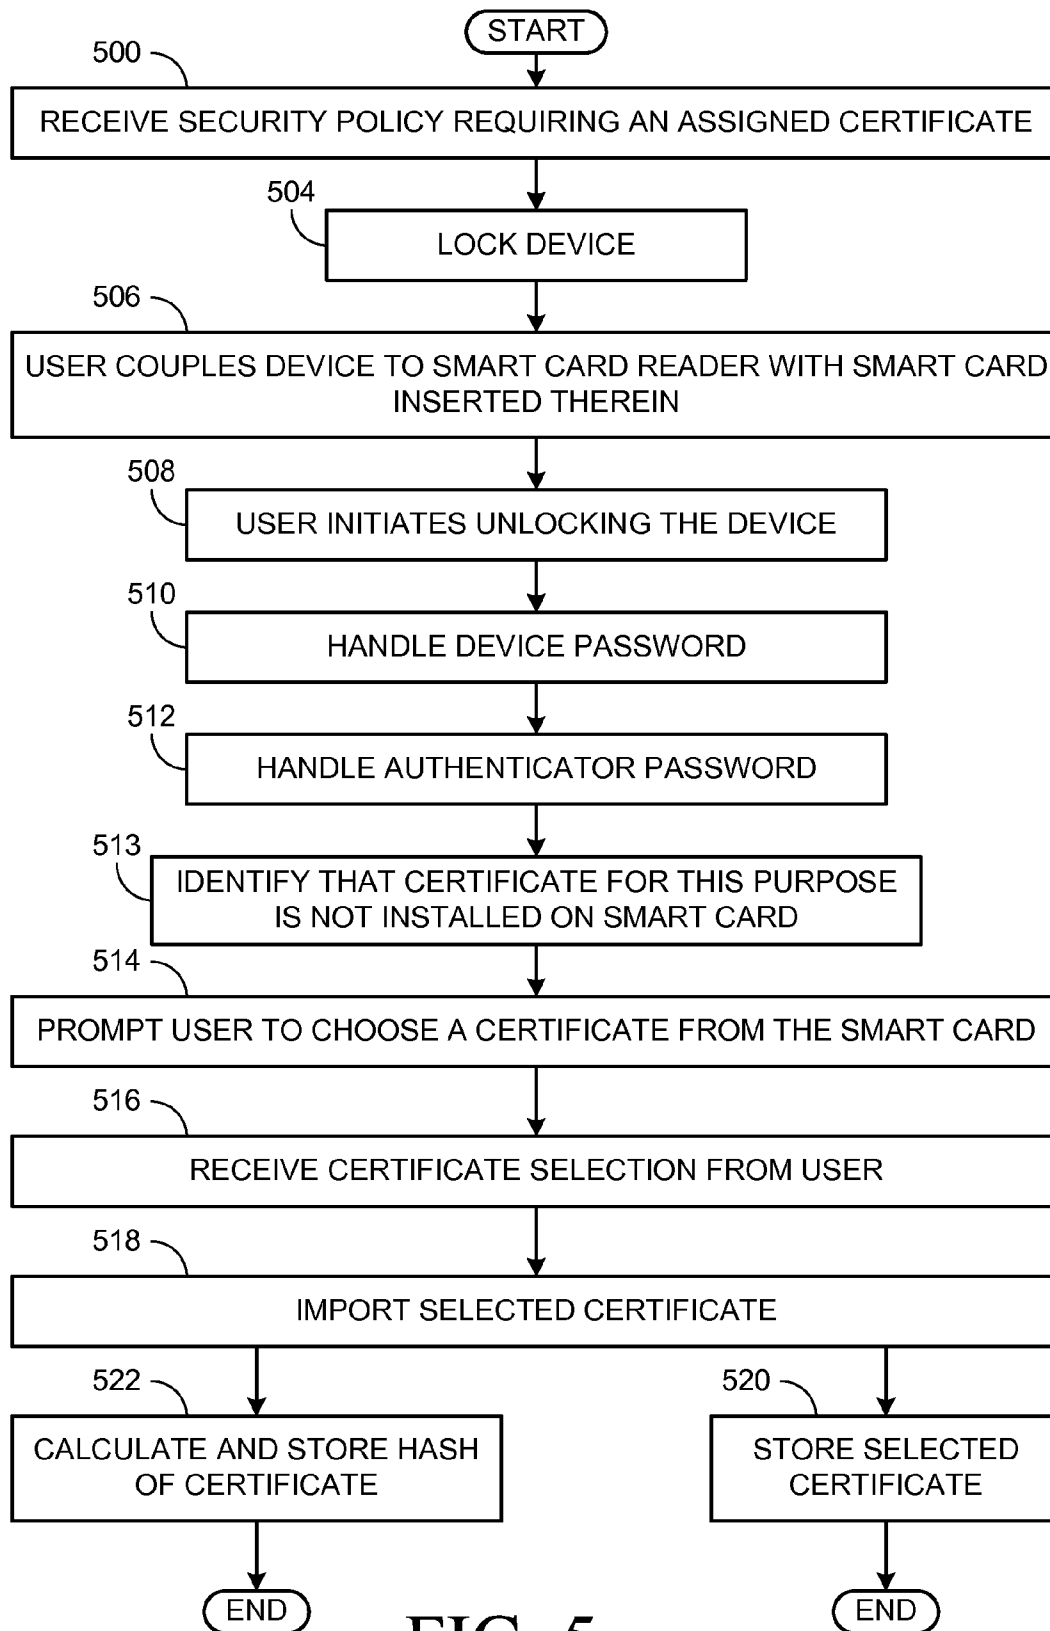 START
500
RECEIVE SECURITY POLICY REQUIRING AN ASSIGNED CERTIFICATE
504
LOCK DEVICE
506
USER COUPLES DEVICE TO SMART CARD READER WITH SMART CARD
INSERTED THEREIN
508
USER INITIATES UNLOCKING THE DEVICE
510
HANDLE DEVICE PASSWORD
512
HANDLE AUTHENTICATOR PASSWORD
513
IDENTIFY THAT CERTIFICATE FOR THIS PURPOSE
IS NOT INSTALLED ON SMART CARD
514
PROMPT USER TO CHOOSE A CERTIFICATE FROM THE SMART CARD
516
RECEIVE CERTIFICATE SELECTION FROM USER
518
IMPORT SELECTED CERTIFICATE
522
CALCULATE AND STORE HASH
OF CERTIFICATE
520
STORE SELECTED
CERTIFICATE
END
FIG. 5
END